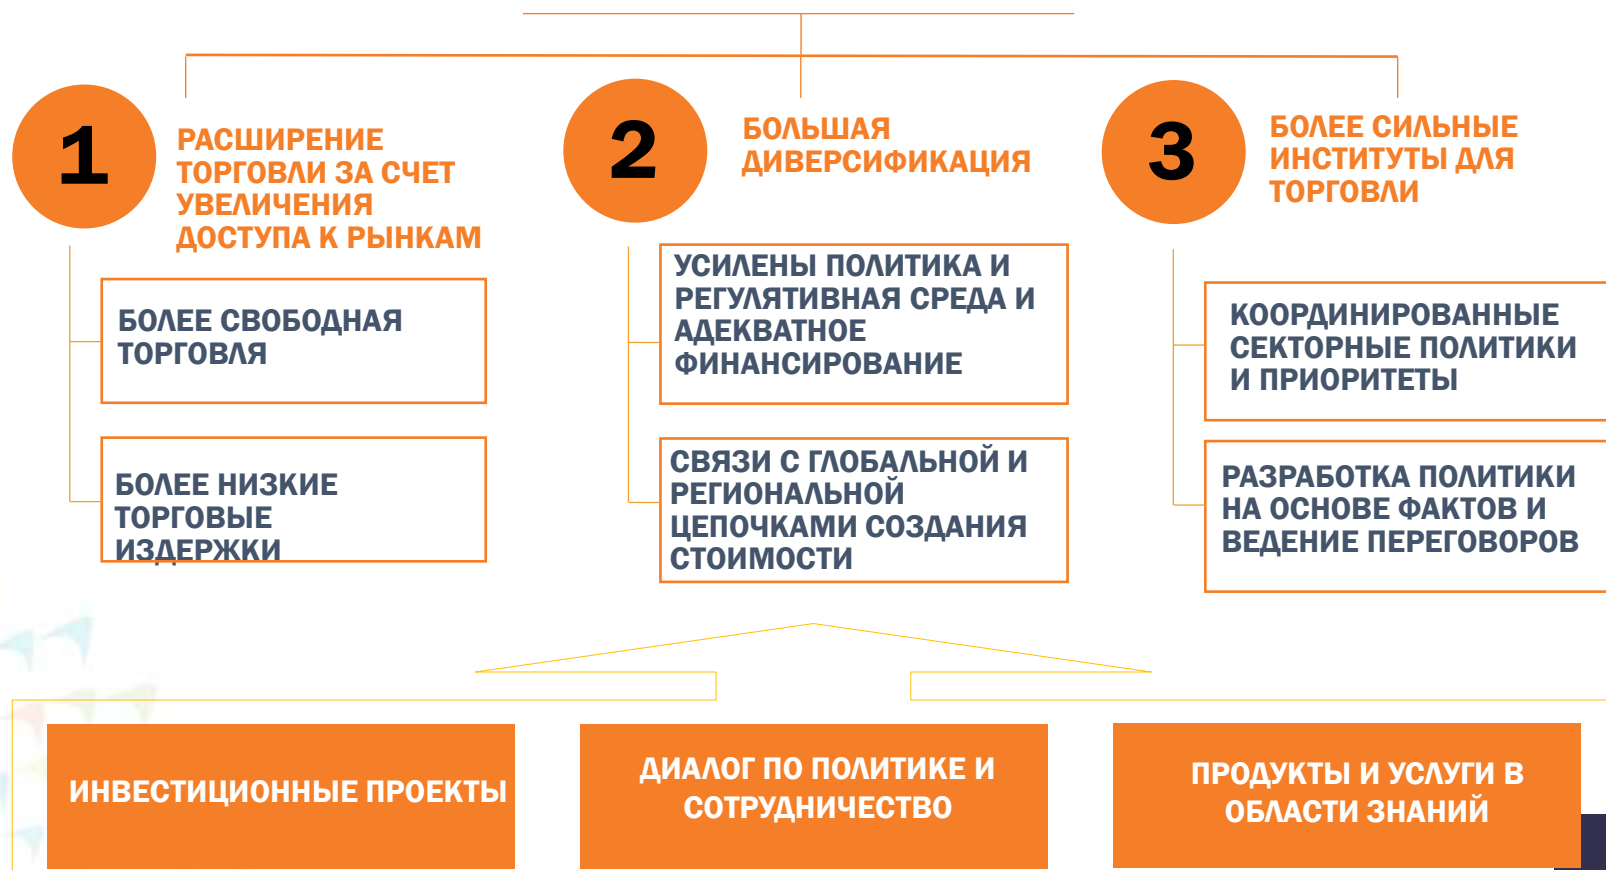 1
РАСШИРЕНИЕ
ТОРГОВЛИ ЗА СЧЕТ
УВЕЛИЧЕНИЯ
ДОСТУПА К РЫНКАМ
БОЛЕЕ СВОБОДНАЯ
ТОРГОВЛЯ
БОЛЕЕ НИЗКИЕ
ТОРГОВЫЕ
ИЗДЕРЖКИ
2
БОЛЬШАЯ
ДИВЕРСИФИКАЦИЯ
УСИЛЕНЫ ПОЛИТИКА И
РЕГУЛЯТИВНАЯ СРЕДА И
АДЕКВАТНОЕ
ФИНАНСИРОВАНИЕ
СВЯЗИ С ГЛОБАЛЬНОЙ И
РЕГИОНАЛЬНОЙ
ЦЕПОЧКАМИ СОЗДАНИЯ
СТОИМОСТИ
3
БОЛЕЕ СИЛЬНЫЕ
ИНСТИТУТЫ ДЛЯ
ТОРГОВЛИ
КООРДИНИРОВАННЫЕ
СЕКТОРНЫЕ ПОЛИТИКИ
И ПРИОРИТЕТЫ
РАЗРАБОТКА ПОЛИТИКИ
НА ОСНОВЕ ФАКТОВ И
ВЕДЕНИЕ ПЕРЕГОВОРОВ
ИНВЕСТИЦИОННЫЕ ПРОЕКТЫ
ДИАЛОГ ПО ПОЛИТИКЕ И
СОТРУДНИЧЕСТВО
ПРОДУКТЫ И УСЛУГИ В
ОБЛАСТИ ЗНАНИЙ